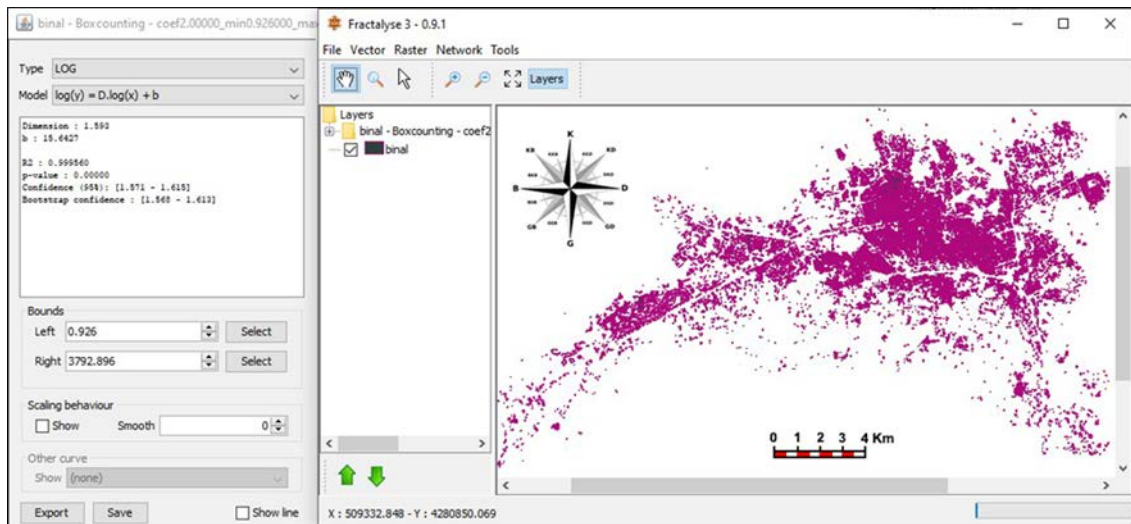 binal - Boxcounting - coef2.00000_min0.926000_ma
Type LOG
Model log(y) = D.log(x) + b
Dimension : 1.593
b : 15.6427
R2 : 0.999560
p-value : 0.00000
Confidence (95%): [1.571 - 1.615]
Bootstrap confidence : [1.568 - 1.613]
Bounds
Left 0.926 Select
Right 3792.896 Select
Scaling behaviour
Show Smooth 0
Other curve
Show (none)
Export Save Show line
Fractalyse 3 - 0.9.1
File Vector Raster Network Tools
Layers
Layers
binal - Boxcounting - coef2
binal
K
KB KD
B D
GB GD
G
0 1 2 3 4 Km
X : 509332.848 - Y : 4280850.069